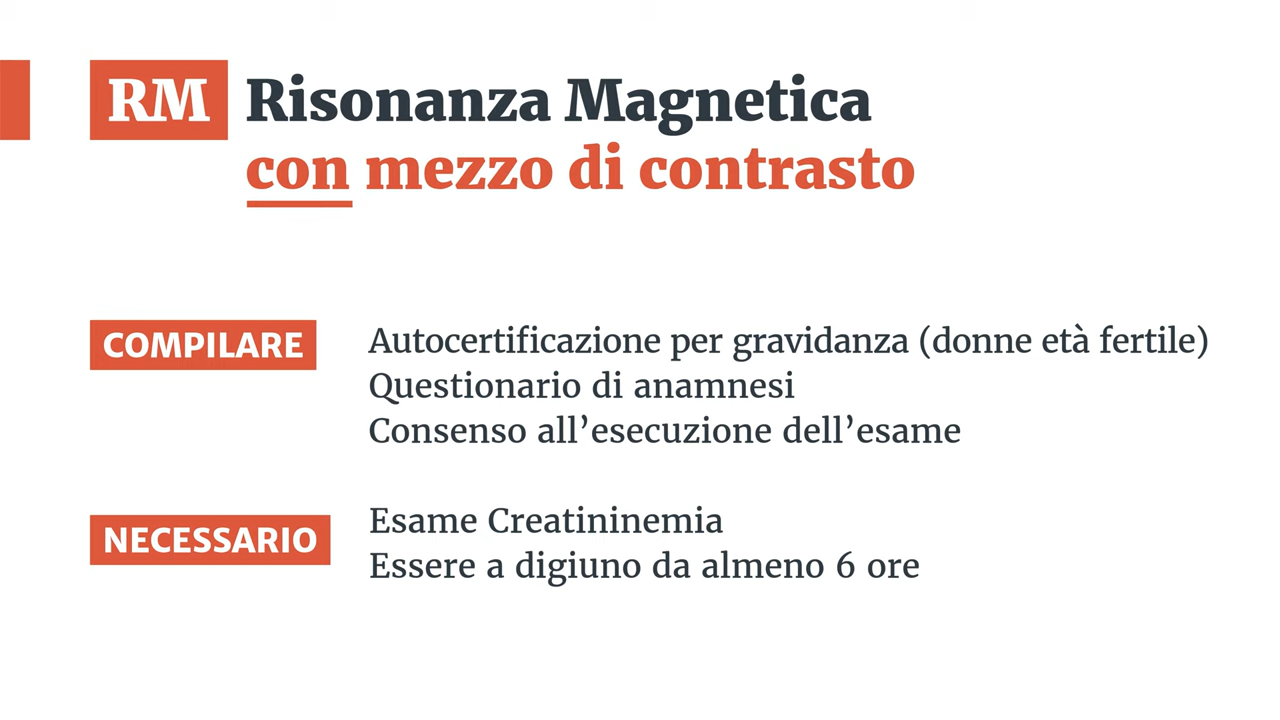 RM Risonanza Magnetica
con mezzo di contrasto
COMPILARE Autocertificazione per gravidanza (donne età fertile)
Questionario di anamnesi
Consenso all’esecuzione dell’esame
NECESSARIO Esame Creatininemia
Essere a digiuno da almeno 6 ore